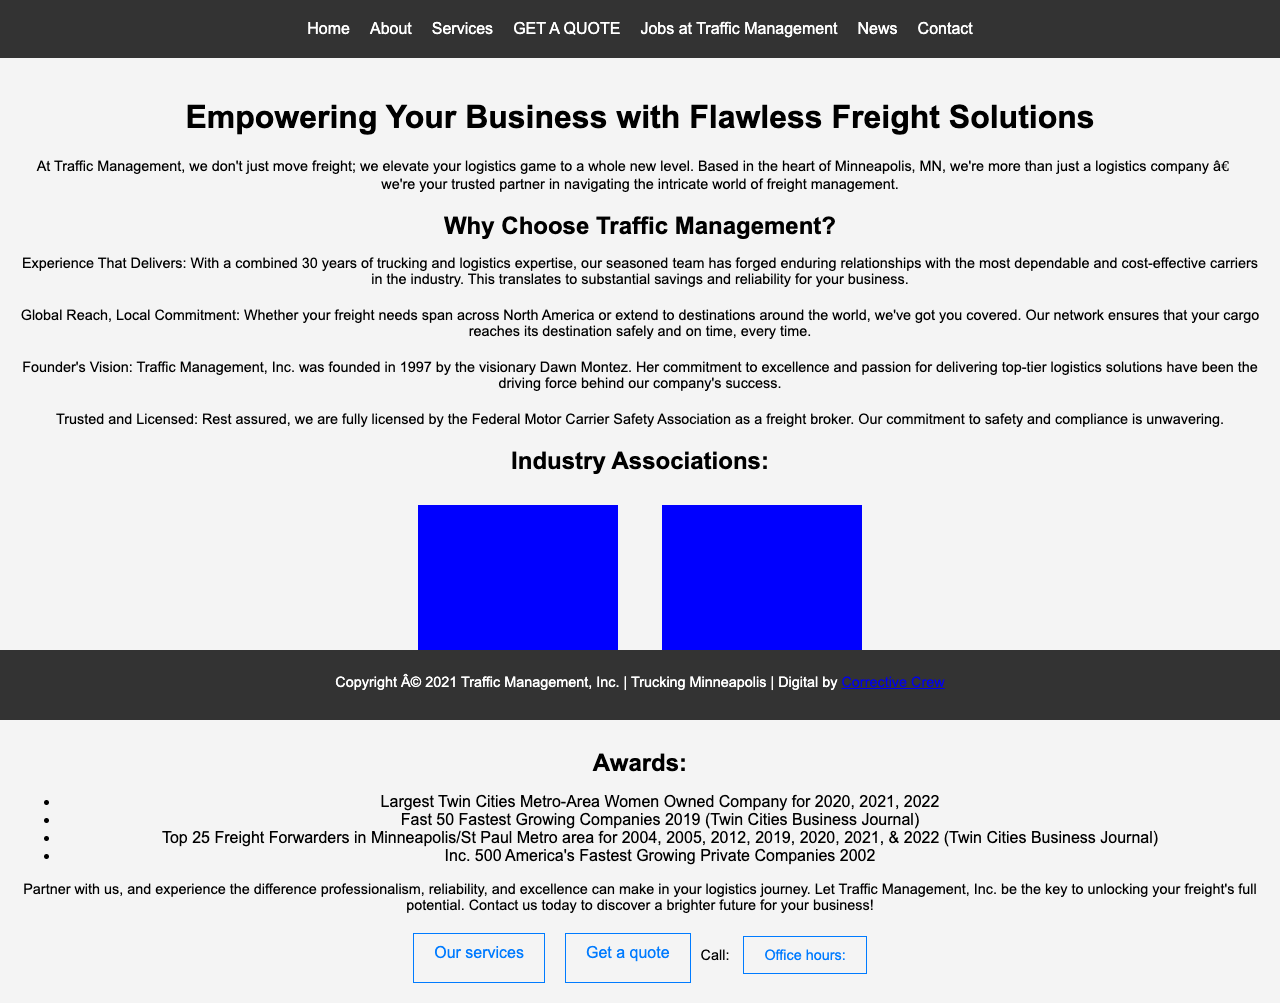 Home About Services GET A QUOTE Jobs at Traffic Management News Contact
Empowering Your Business with Flawless Freight Solutions
At Traffic Management, we don't just move freight; we elevate your logistics game to a whole new level. Based in the heart of Minneapolis, MN, we're more than just a logistics company â€
we're your trusted partner in navigating the intricate world of freight management.
Why Choose Traffic Management?
Experience That Delivers: With a combined 30 years of trucking and logistics expertise, our seasoned team has forged enduring relationships with the most dependable and cost-effective carriers
in the industry. This translates to substantial savings and reliability for your business.
Global Reach, Local Commitment: Whether your freight needs span across North America or extend to destinations around the world, we've got you covered. Our network ensures that your cargo
reaches its destination safely and on time, every time.
Founder's Vision: Traffic Management, Inc. was founded in 1997 by the visionary Dawn Montez. Her commitment to excellence and passion for delivering top-tier logistics solutions have been the
driving force behind our company's success.
Trusted and Licensed: Rest assured, we are fully licensed by the Federal Motor Carrier Safety Association as a freight broker. Our commitment to safety and compliance is unwavering.
Industry Associations:
Copyright Â© 2021 Traffic Management, Inc. | Trucking Minneapolis | Digital by Corrective Crew
Awards:
• Largest Twin Cities Metro-Area Women Owned Company for 2020, 2021, 2022
• Fast 50 Fastest Growing Companies 2019 (Twin Cities Business Journal)
• Top 25 Freight Forwarders in Minneapolis/St Paul Metro area for 2004, 2005, 2012, 2019, 2020, 2021, & 2022 (Twin Cities Business Journal)
• Inc. 500 America's Fastest Growing Private Companies 2002
Partner with us, and experience the difference professionalism, reliability, and excellence can make in your logistics journey. Let Traffic Management, Inc. be the key to unlocking your freight's full
potential. Contact us today to discover a brighter future for your business!
Our services Get a quote Call: Office hours: